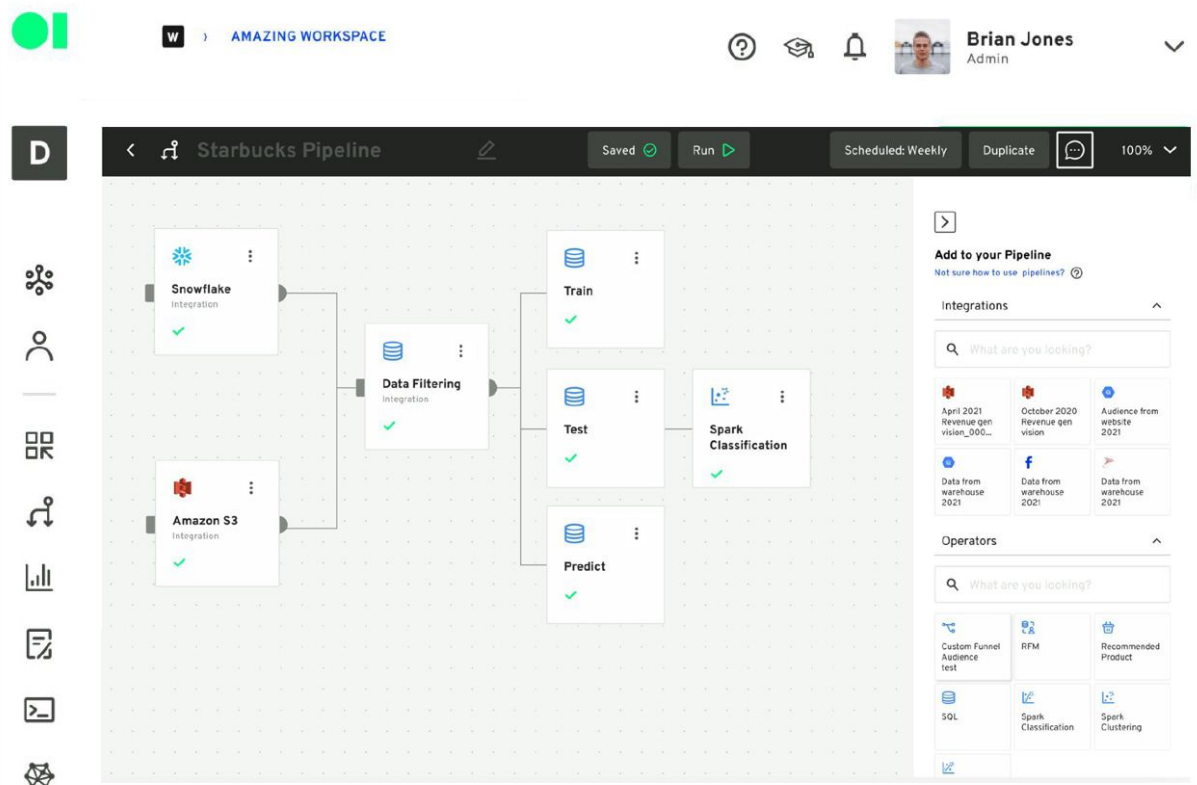 W > AMAZING WORKSPACE
Brian Jones
Admin
D
Starbucks Pipeline
Saved
Run
Scheduled: Weekly
Duplicate
100%
Snowflake
Integration
Amazon S3
Integration
Data Filtering
Integration
Train
Test
Predict
Spark
Classification
Add to your Pipeline
Not sure how to use pipelines?
Integrations
What are you looking?
April 2021
Revenue gen
vision_000...
October 2020
Revenue gen
vision
Audience from
website
2021
Data from
warehouse
2021
Data from
warehouse
2021
Data from
warehouse
2021
Operators
What are you looking?
Custom Funnel
Audience
test
RFM
Recommended
Product
SQL
Spark
Classification
Spark
Clustering